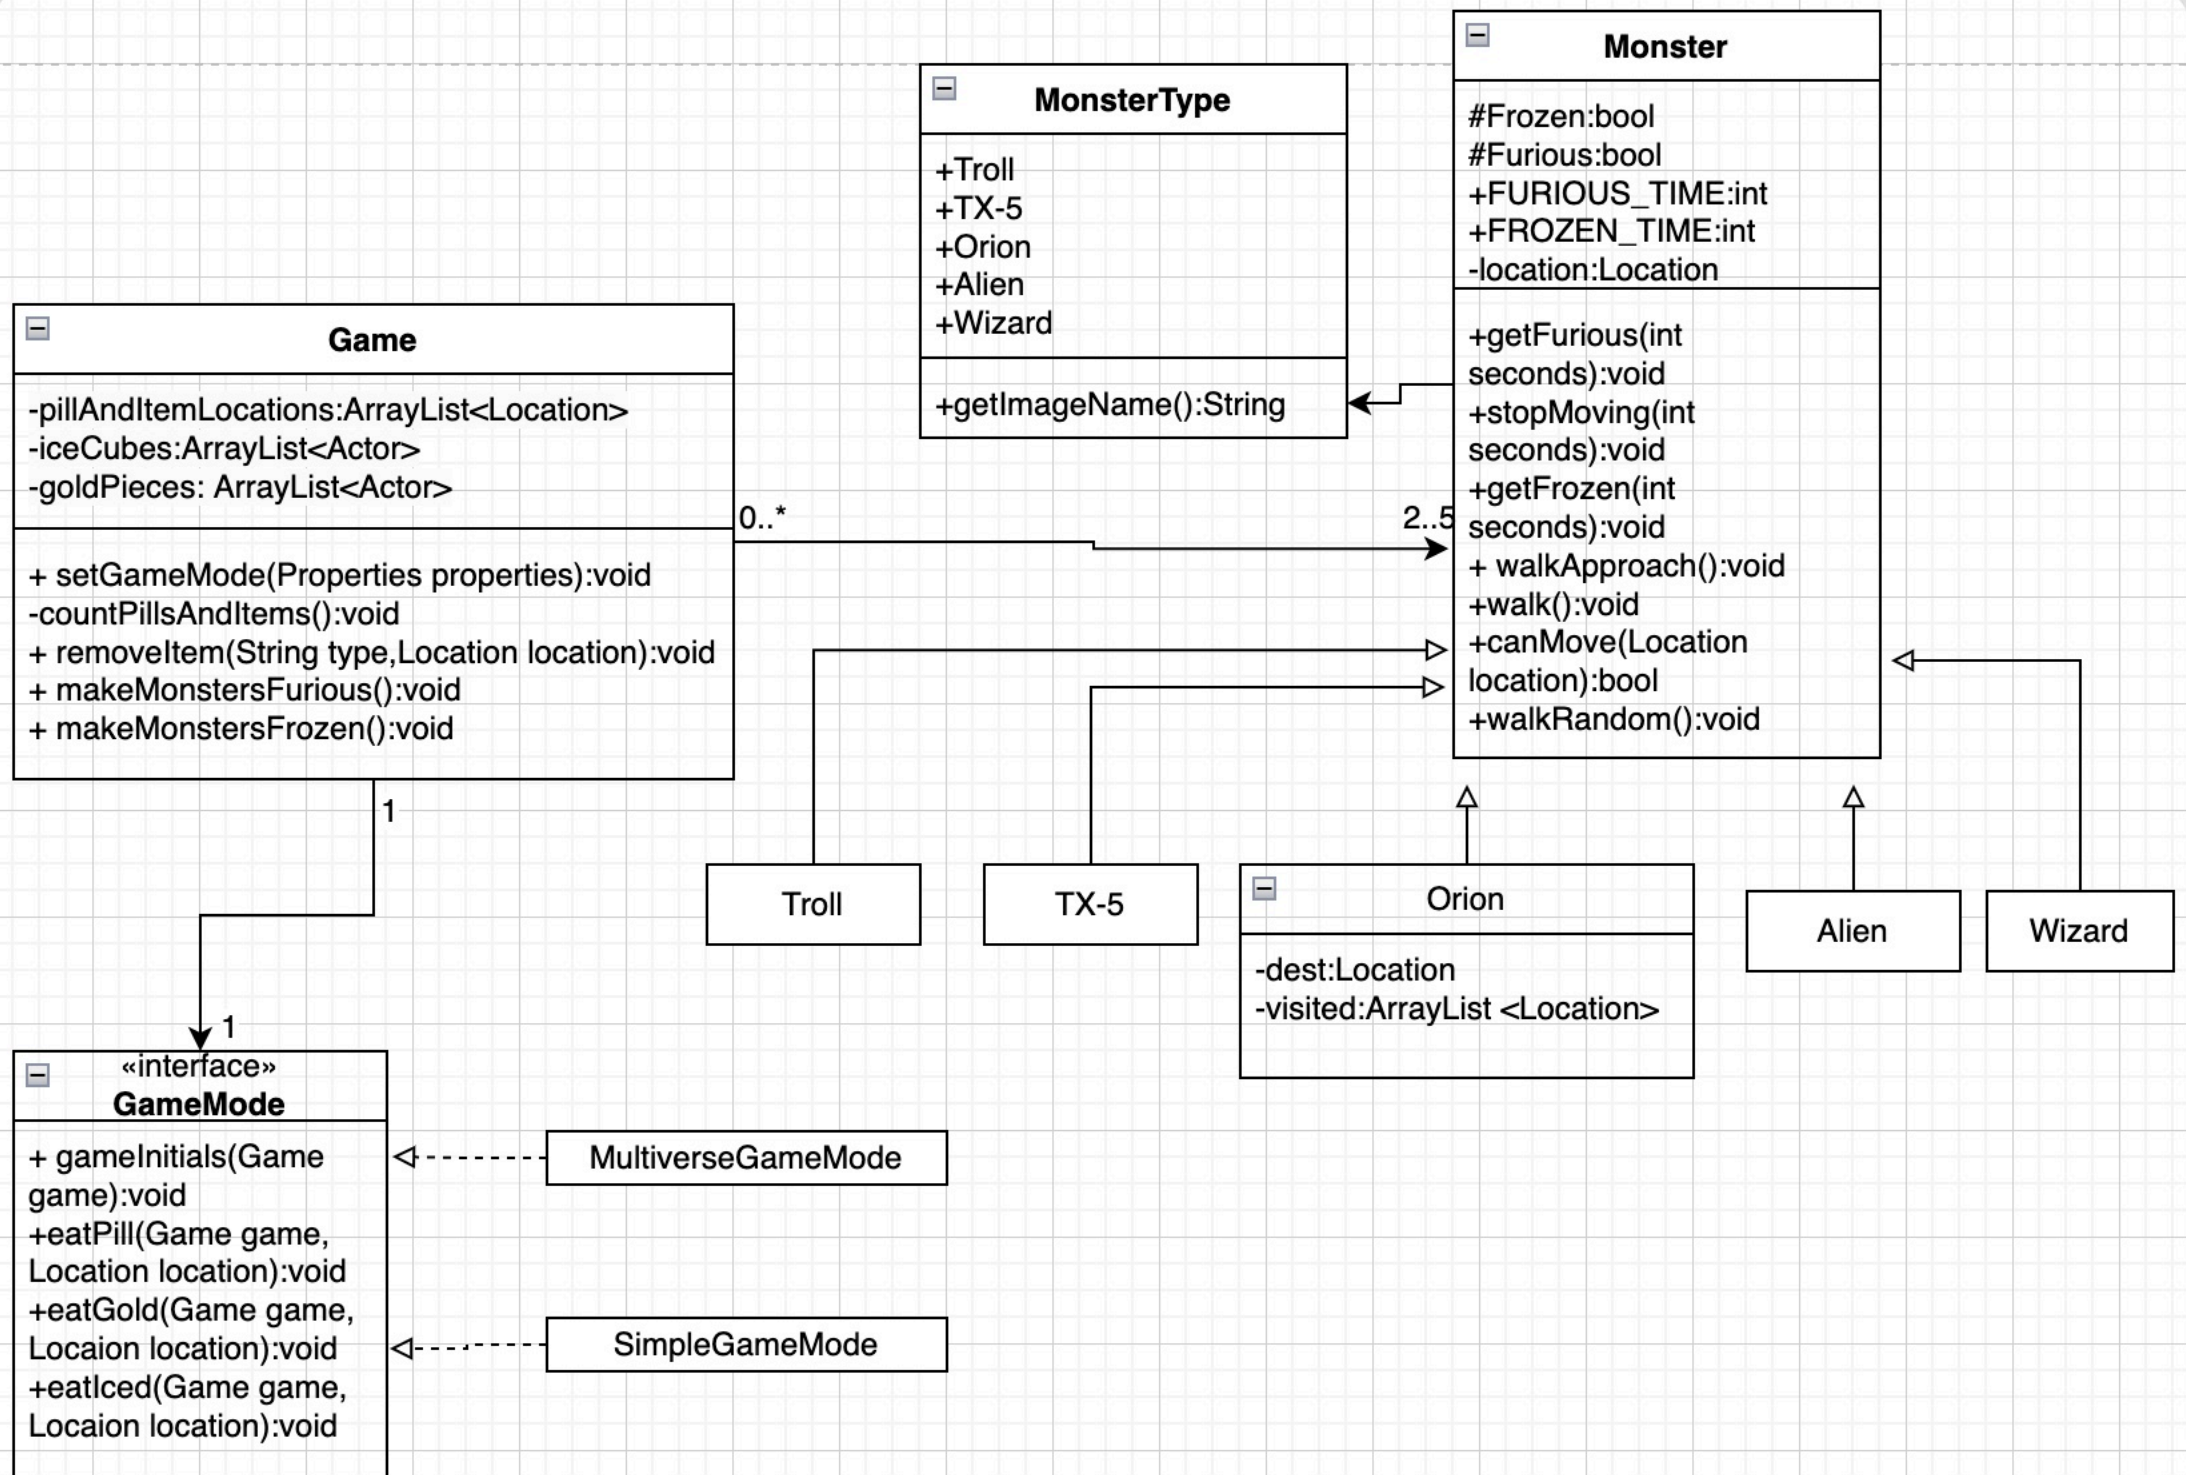 Monster
#Frozen:bool
#Furious:bool
+FURIOUS_TIME:int
+FROZEN_TIME:int
-location:Location
+getFurious(int
seconds):void
+stopMoving(int
seconds):void
+getFrozen(int
seconds):void
+ walkApproach():void
+walk():void
+canMove(Location
location):bool
+walkRandom():void
MonsterType
+Troll
+TX-5
+Orion
+Alien
+Wizard
+getImageName():String
Game
-pillAndItemLocations:ArrayList<Location>
-iceCubes:ArrayList<Actor>
-goldPieces: ArrayList<Actor>
+ setGameMode(Properties properties):void
-countPillsAndItems():void
+ removeItem(String type,Location location):void
+ makeMonstersFurious():void
+ makeMonstersFrozen():void
0..*
2..5
1
1
Troll
TX-5
Orion
-dest:Location
-visited:ArrayList <Location>
Alien
Wizard
«interface»
GameMode
+ gameInitials(Game
game):void
+eatPill(Game game,
Location location):void
+eatGold(Game game,
Locaion location):void
+eatIced(Game game,
Locaion location):void
MultiverseGameMode
SimpleGameMode